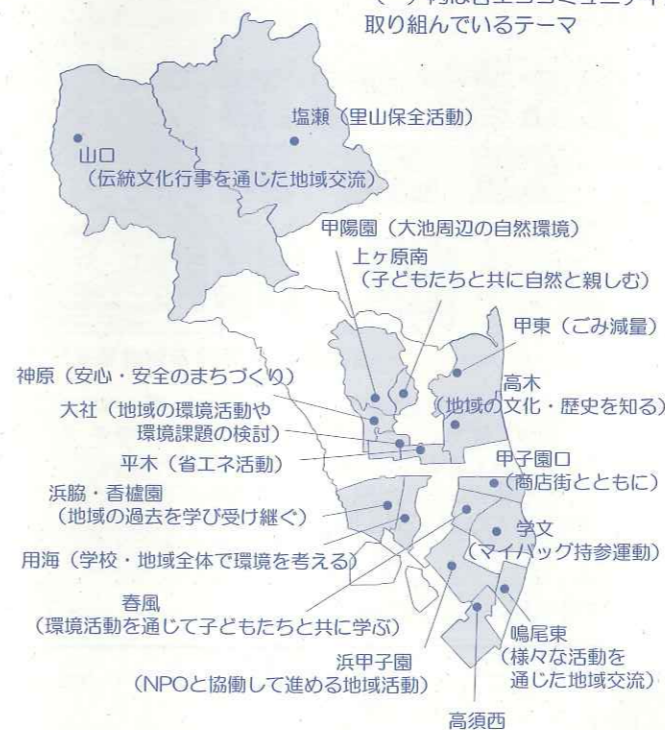 取り組んでいるテーマ
塩瀬（里山保全活動）
山口
（伝統文化行事を通じた地域交流）
甲陽園（大池周辺の自然環境）
上ヶ原南
（子どもたちと共に自然と親しむ）
甲東（ごみ減量）
神原（安心・安全のまちづくり）
高木
（地域の文化・歴史を知る）
大社（地域の環境活動や
環境課題の検討）
平木（省エネ活動）
甲子園口
（商店街とともに）
浜脇・香櫨園
（地域の過去を学び受け継ぐ）
学文
（マイバッグ持参運動）
用海（学校・地域全体で環境を考える）
春風
（環境活動を通じて子どもたちと共に学ぶ）
鳴尾東
（様々な活動を
通じた地域交流）
浜甲子園
（NPOと協働して進める地域活動）
高須西